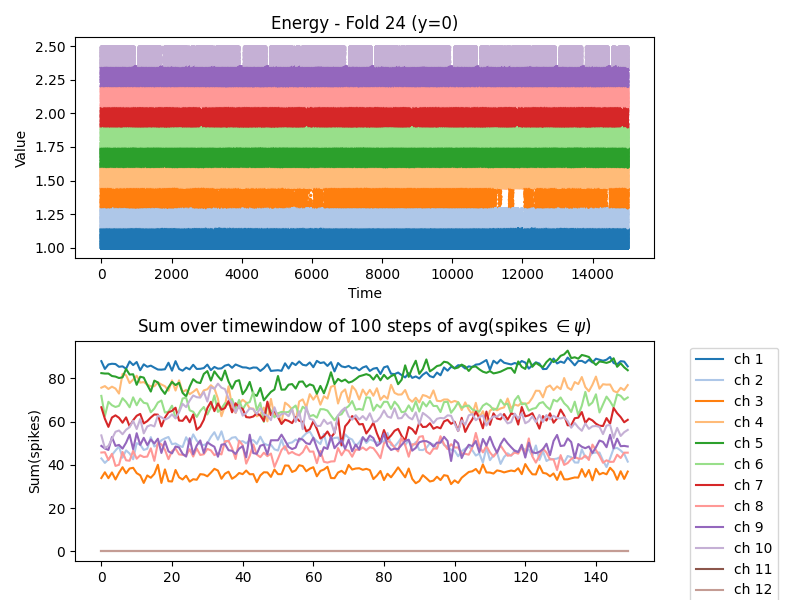 Energy - Fold 24 (y=0)
2.50
2.25
2.00
1.75
1.50
1.25
1.00
Value
0 2000 4000 6000 8000 10000 12000 14000
Time
Sum over timewindow of 100 steps of avg(spikes ∈ ψ)
80
60
40
20
0
Sum(spikes)
0 20 40 60 80 100 120 140
ch 1
ch 2
ch 3
ch 4
ch 5
ch 6
ch 7
ch 8
ch 9
ch 10
ch 11
ch 12